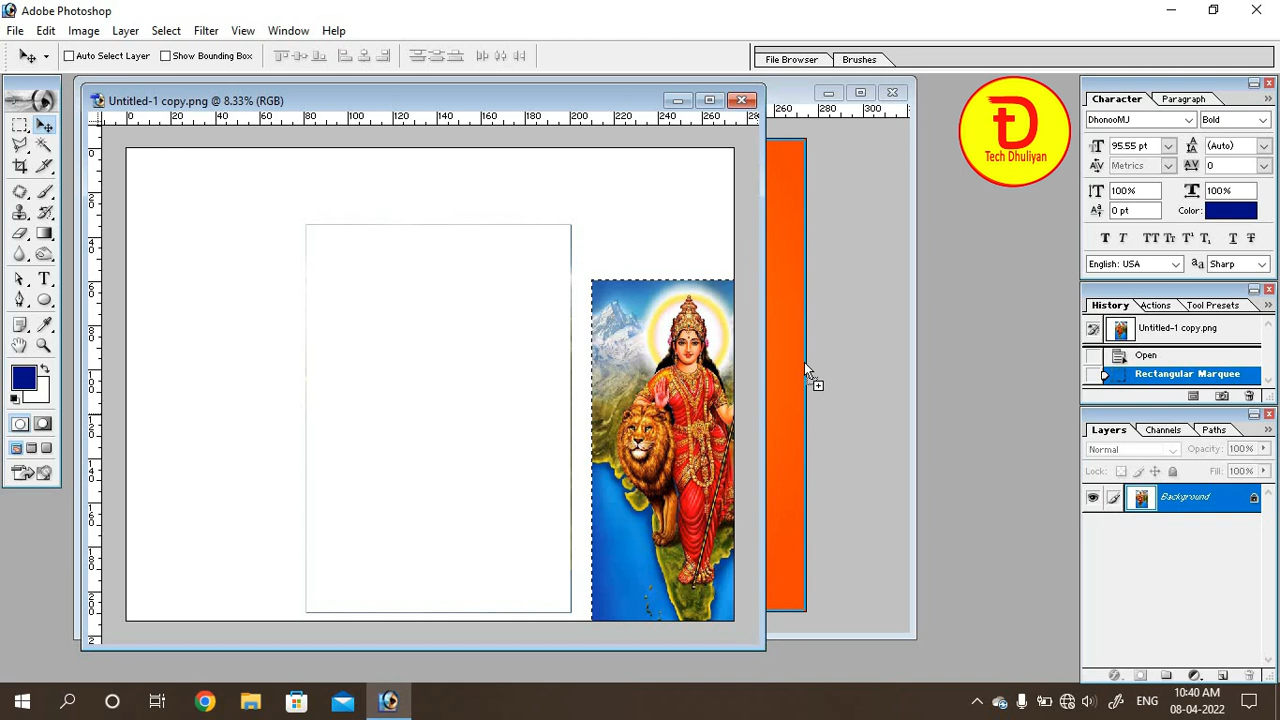 Adobe Photoshop
File Edit Image Layer Select Filter View Window Help
Auto Select Layer Show Bounding Box
File Browser Brushes
Untitled-1 copy.png @ 8.33% (RGB)
0 20 40 60 80 100 120 140 160 180 200 220 240 260 28
260 280 300
Tech Dhuliyan
Character Paragraph
DhonooMJ Bold
95.55 pt (Auto)
Metrics 0
100% 100%
0 pt Color:
English: USA aa Sharp
History Actions Tool Presets
Untitled-1 copy.png
Open
Rectangular Marquee
Layers Channels Paths
Normal Opacity: 100%
Lock: Fill: 100%
Background
ENG
10:40 AM
08-04-2022